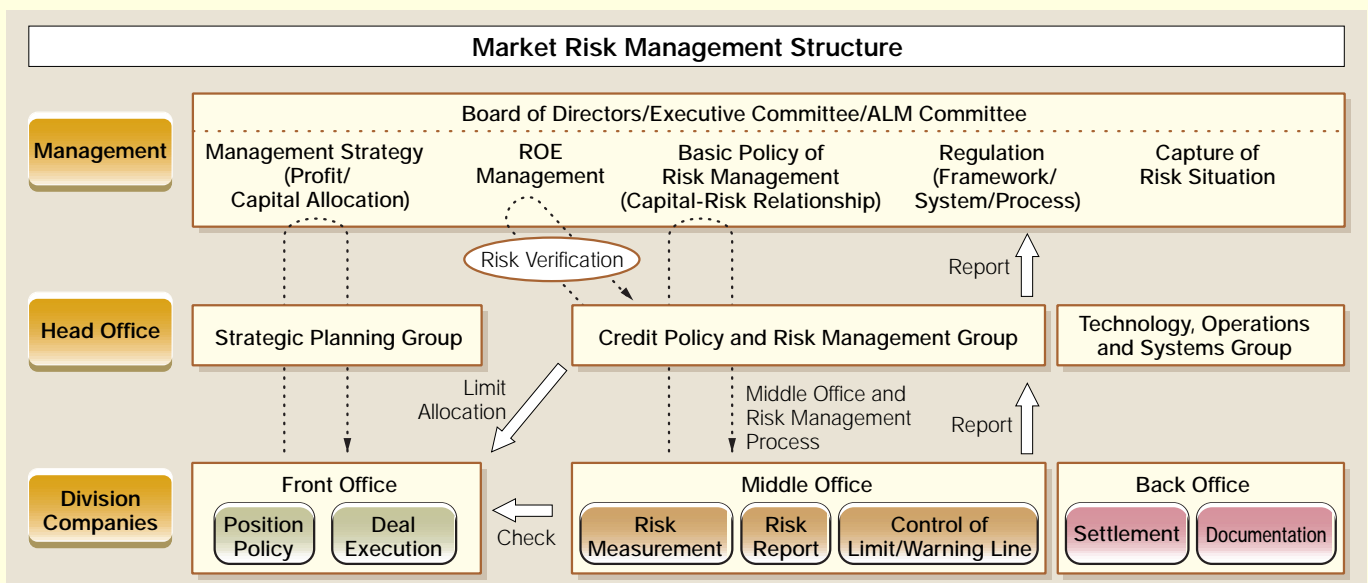 Market Risk Management Structure
Management
Board of Directors/Executive Committee/ALM Committee
Management Strategy
(Profit/
Capital Allocation)
ROE
Management
Basic Policy of
Risk Management
(Capital-Risk Relationship)
Regulation
(Framework/
System/Process)
Capture of
Risk Situation
Risk Verification
Report
Head Office
Strategic Planning Group
Credit Policy and Risk Management Group
Technology, Operations
and Systems Group
Limit
Allocation
Middle Office and
Risk Management
Process
Report
Division
Companies
Front Office
Position
Policy
Deal
Execution
Check
Middle Office
Risk
Measurement
Risk
Report
Control of
Limit/Warning Line
Back Office
Settlement
Documentation